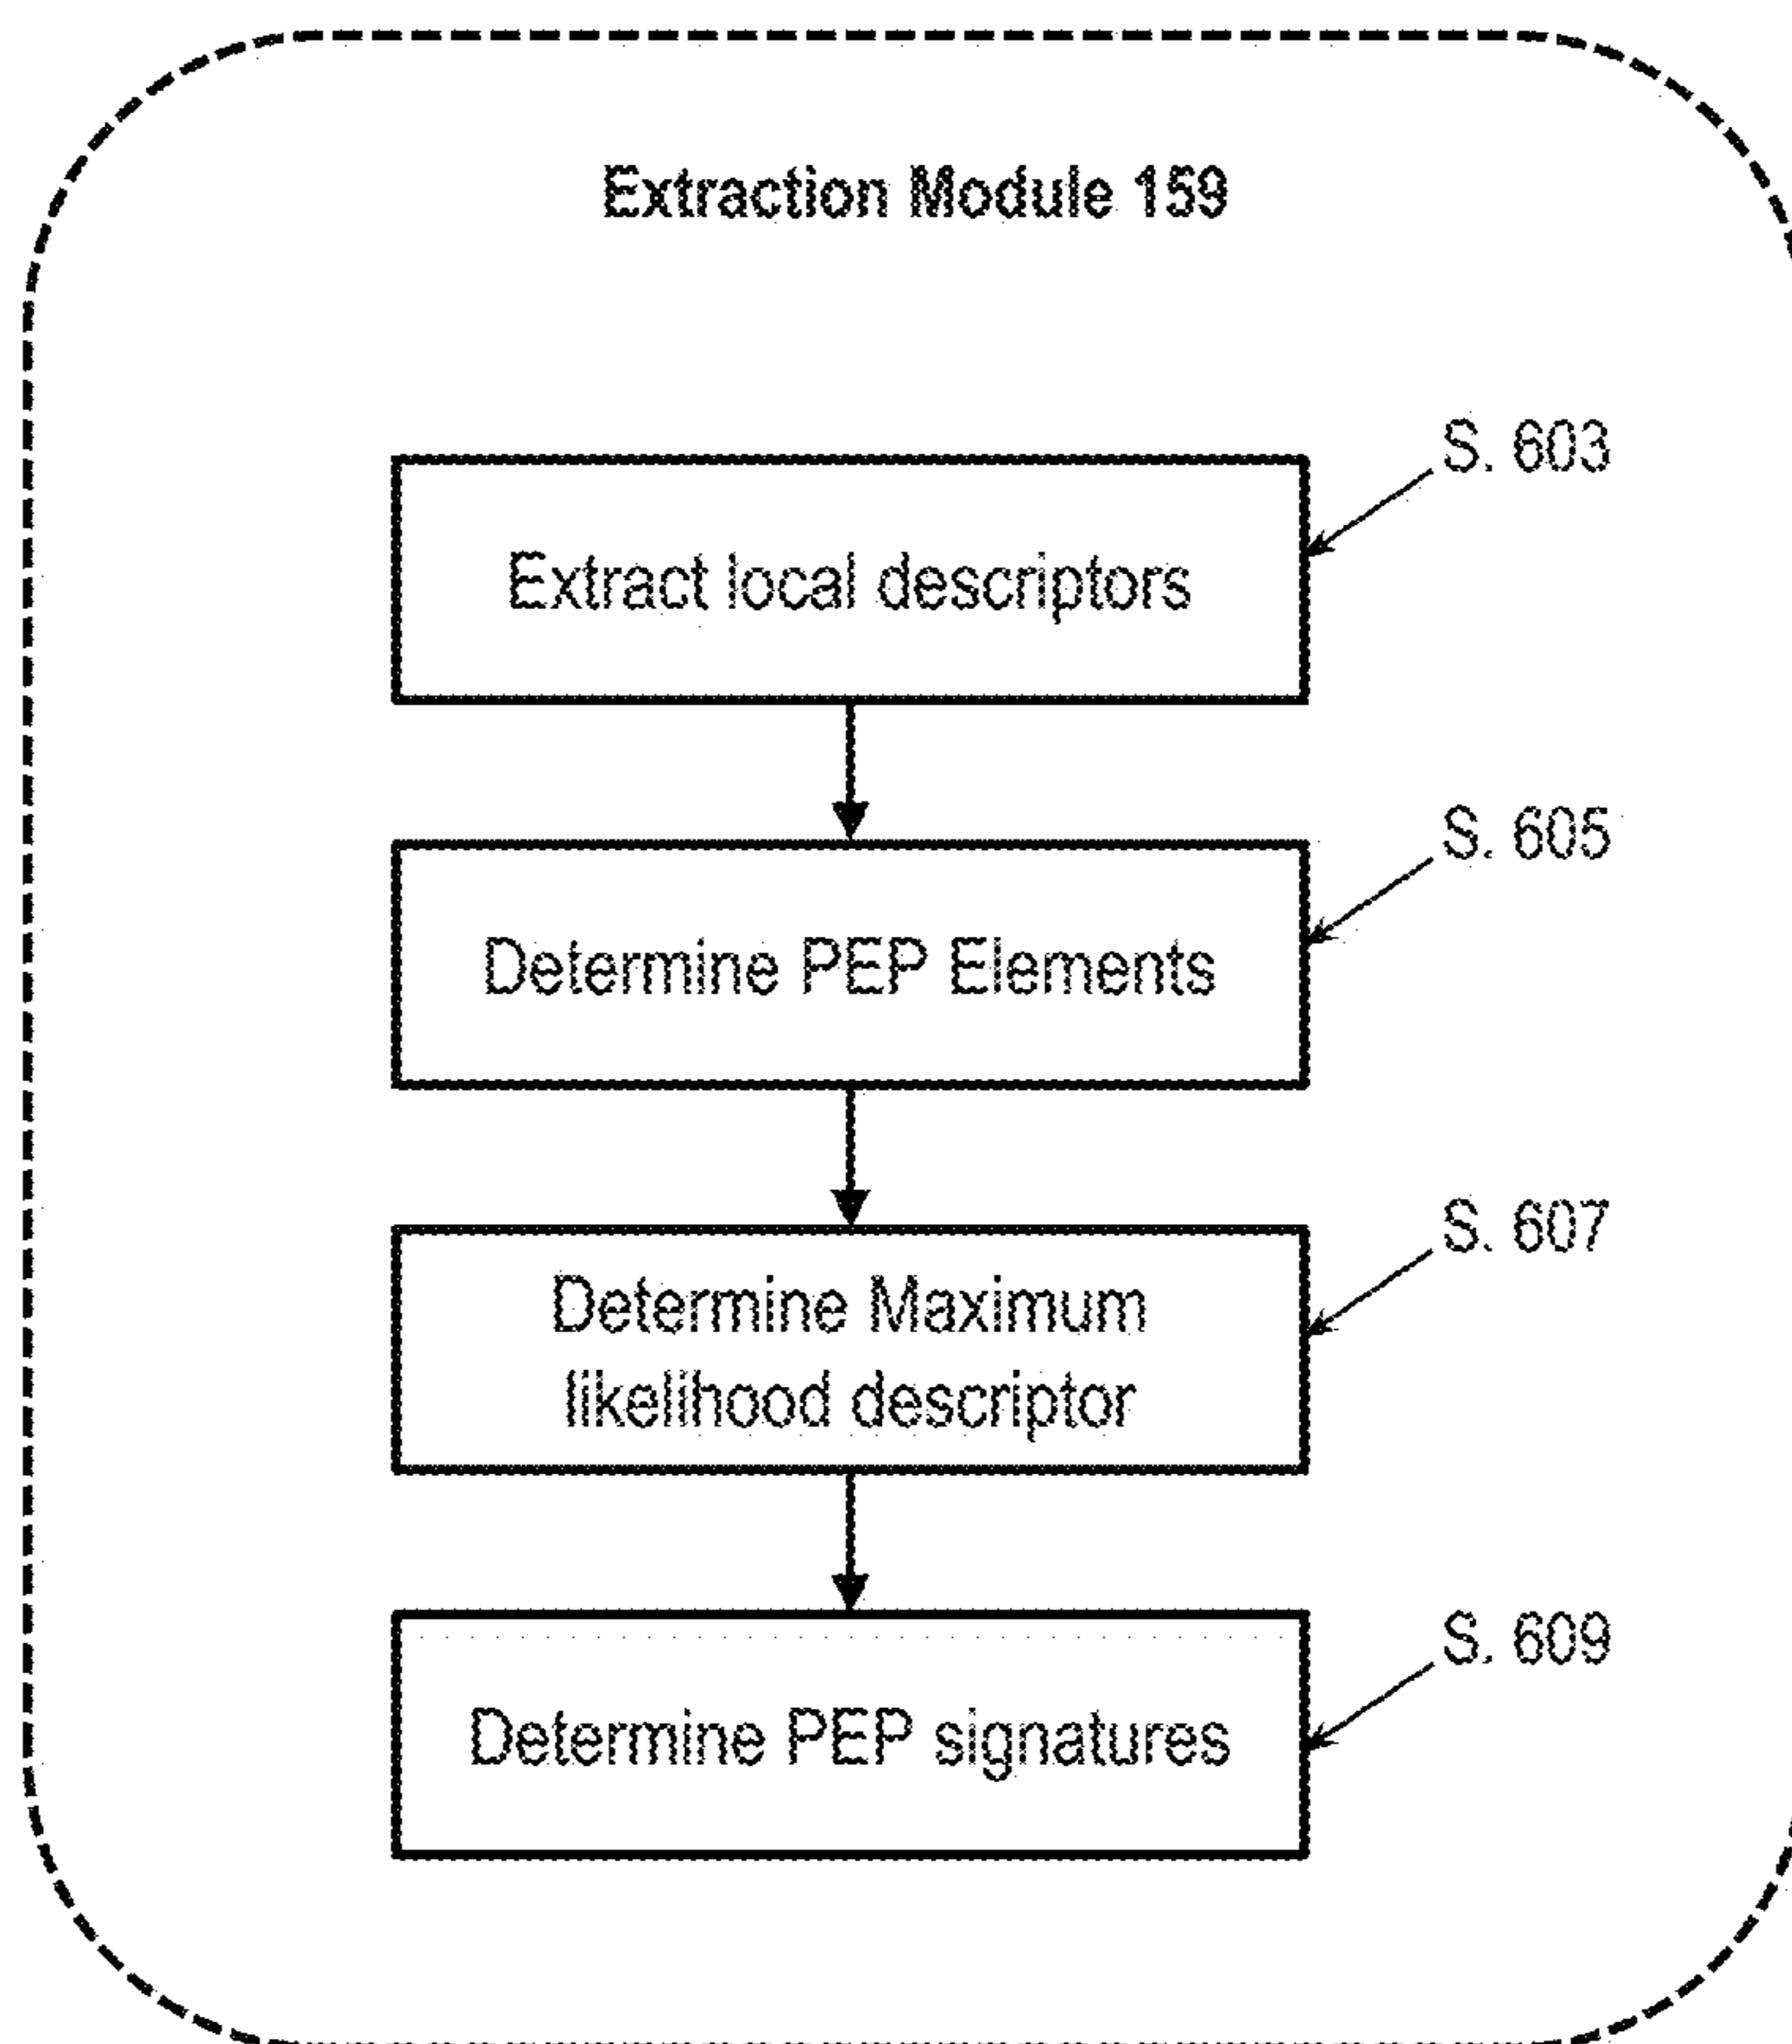 Extraction Module 159
S. 603
Extract local descriptors
S. 605
Determine PEP Elements
S. 607
Determine Maximum
likelihood descriptor
S. 609
Determine PEP signatures